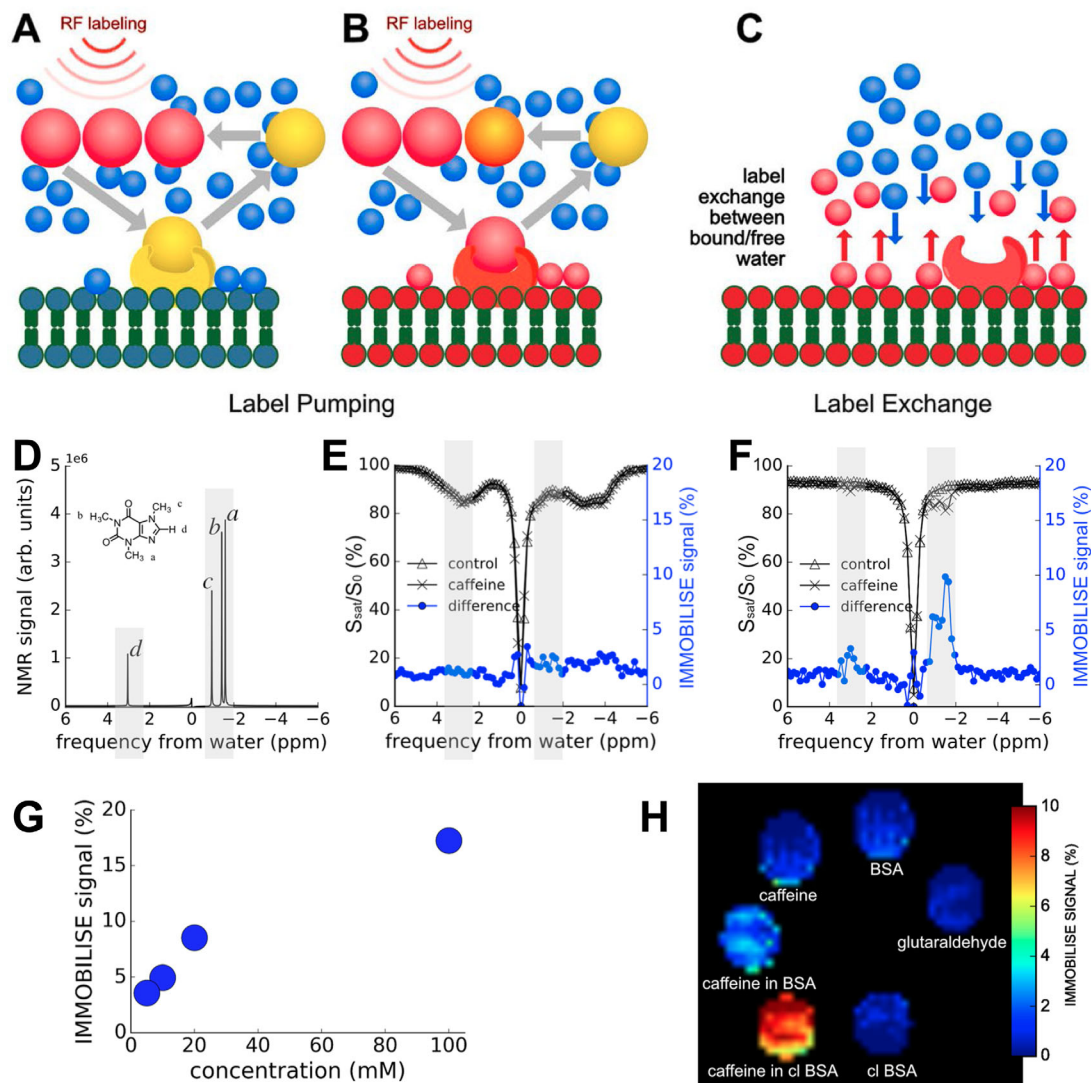 A
RF labeling
B
RF labeling
C
label
exchange
between
bound/free
water
Label Pumping
Label Exchange
D
1e6
5
4
3
2
1
0
NMR signal (arb. units)
CH₃ c
b H₃C
N
N
O
N
O
N
H d
CH₃
a
a
b
c
d
6 4 2 0 −2 −4 −6
frequency from water (ppm)
E
100
80
60
40
20
0
Ssat/S0 (%)
control
caffeine
difference
20
15
10
5
0
IMMOBILISE signal (%)
6 4 2 0 −2 −4 −6
frequency from water (ppm)
F
100
80
60
40
20
0
Ssat/S0 (%)
control
caffeine
difference
20
15
10
5
0
IMMOBILISE signal (%)
6 4 2 0 −2 −4 −6
frequency from water (ppm)
G
20
15
10
5
0
IMMOBILISE signal (%)
0 20 40 60 80 100
concentration (mM)
H
BSA
caffeine
glutaraldehyde
caffeine in BSA
caffeine in cl BSA
cl BSA
10
8
6
4
2
0
IMMOBILISE SIGNAL (%)